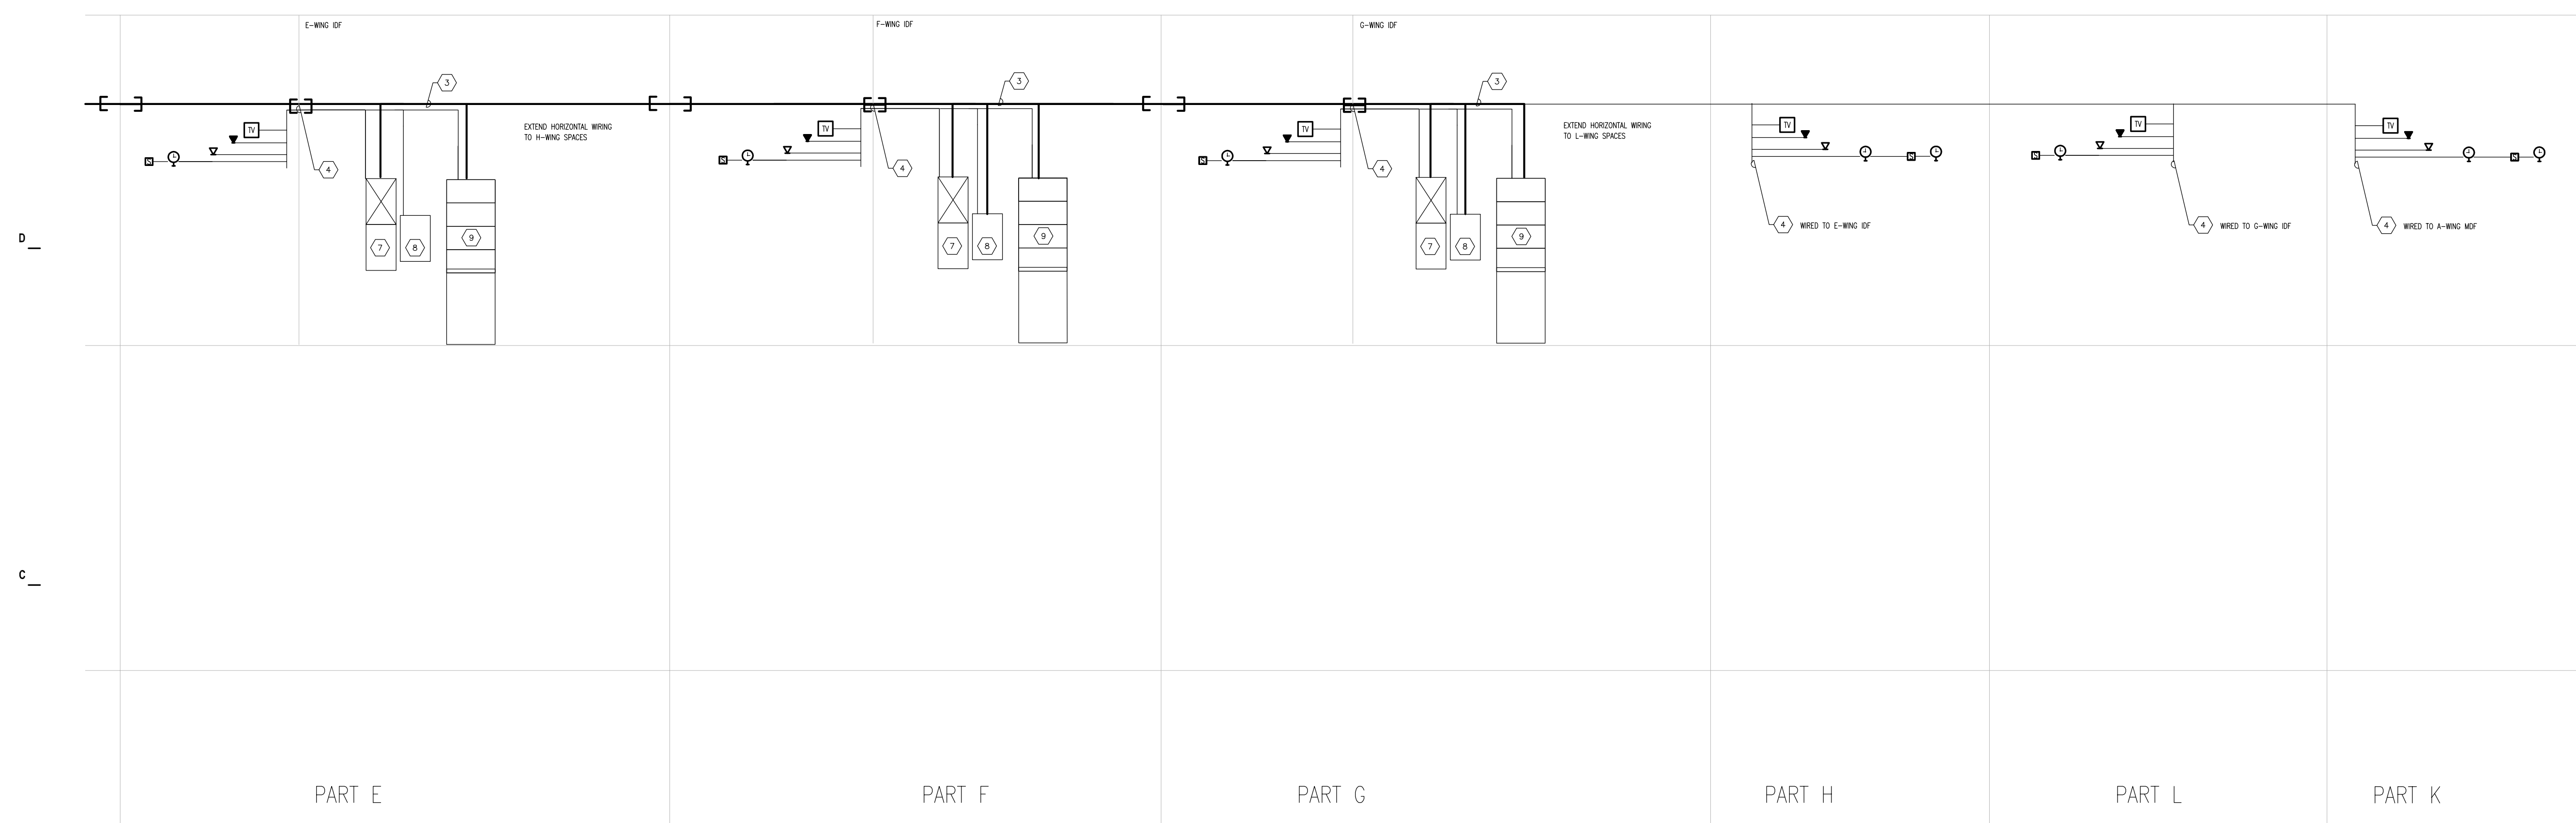 E-WING IDF
F-WING IDF
G-WING IDF
3
3
3
EXTEND HORIZONTAL WIRING
TO H-WING SPACES
EXTEND HORIZONTAL WIRING
TO L-WING SPACES
TV
TV
TV
TV
TV
TV
S
S
S
S
S
S
4
4
4
4 WIRED TO E-WING IDF
4 WIRED TO G-WING IDF
4 WIRED TO A-WING MDF
7
8
9
7
8
9
7
8
9
D
C
PART E
PART F
PART G
PART H
PART L
PART K